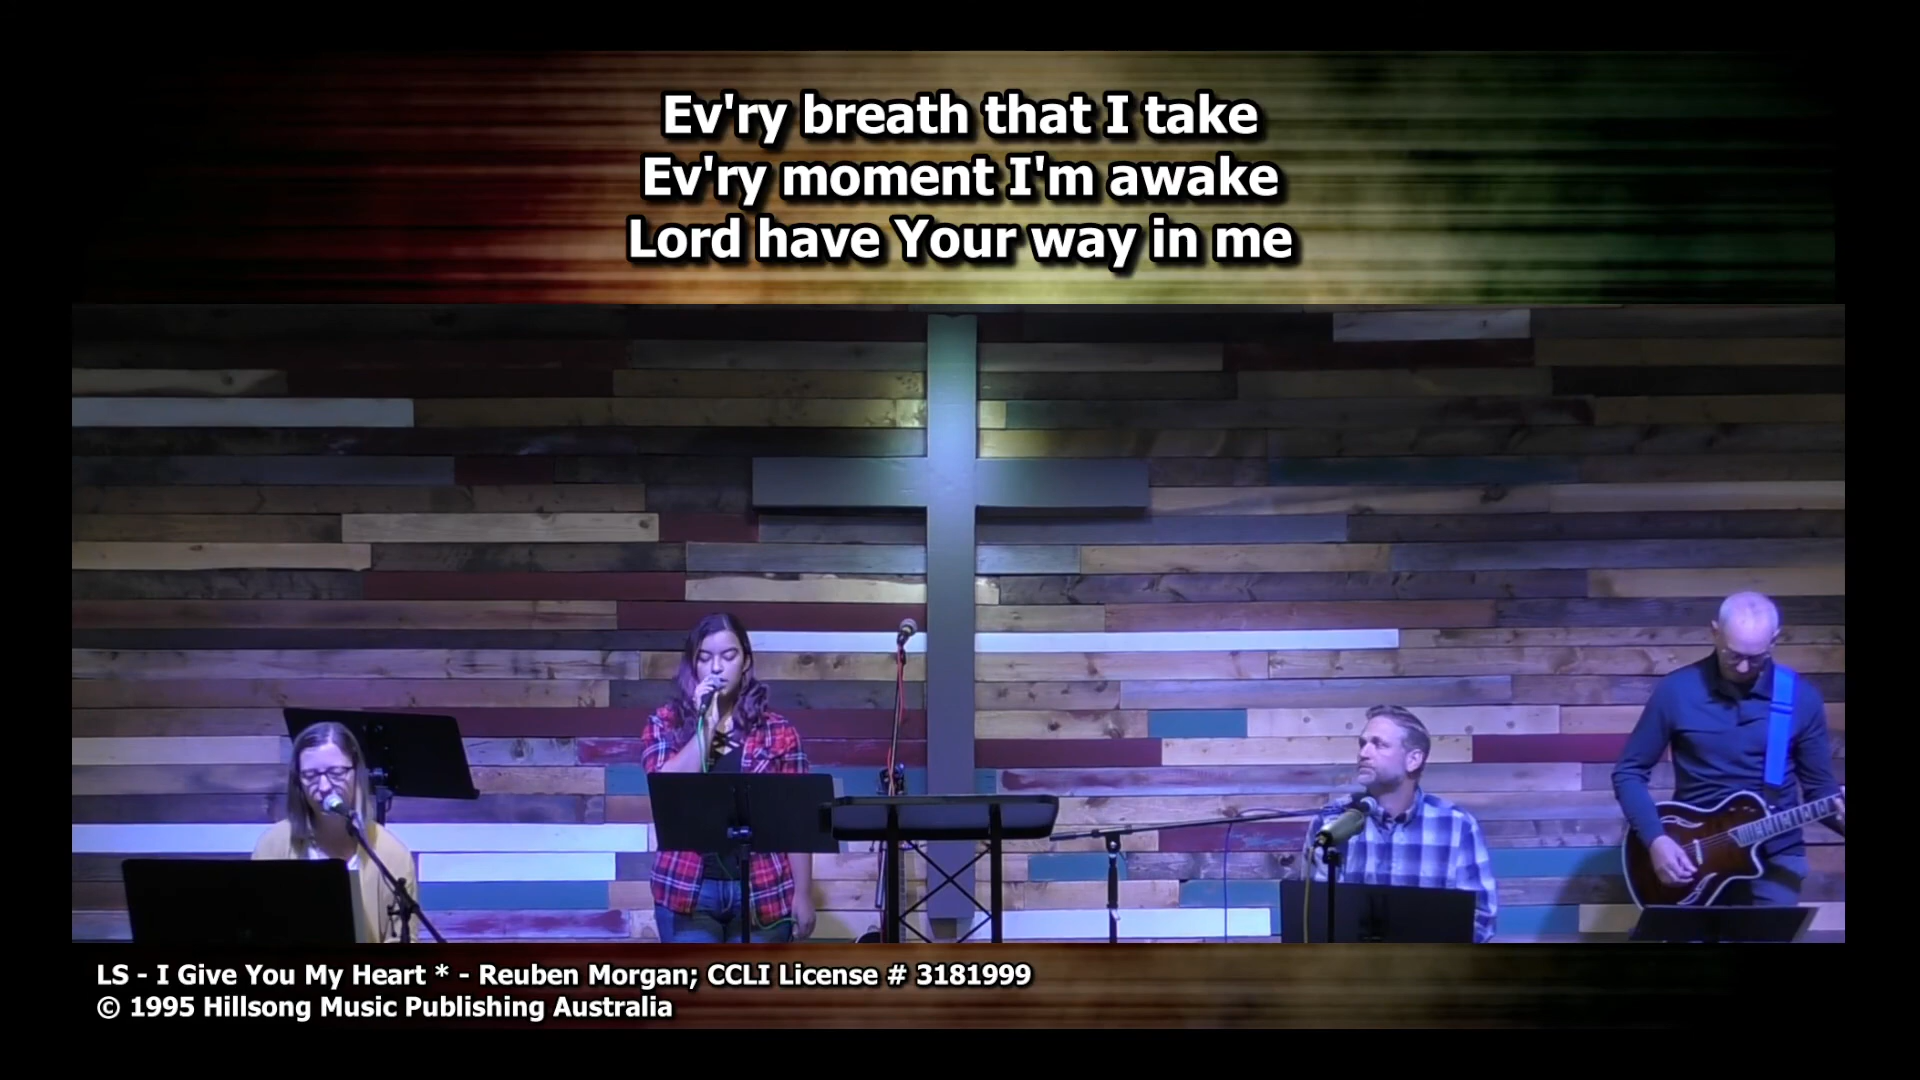 Ev'ry breath that I take
Ev'ry moment I'm awake
Lord have Your way in me
LS - I Give You My Heart * - Reuben Morgan; CCLI License # 3181999
© 1995 Hillsong Music Publishing Australia